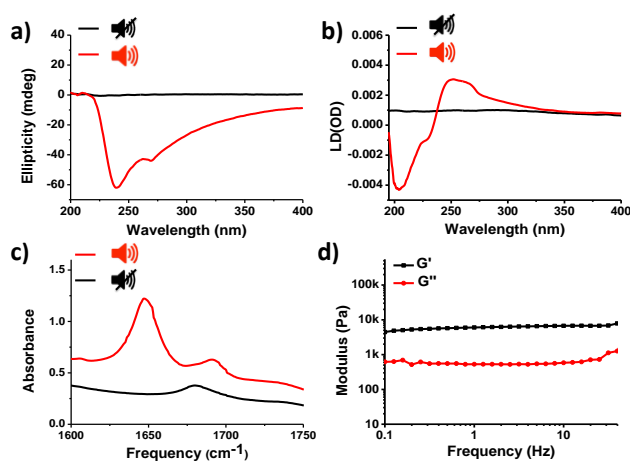 a)
Ellipticity (mdeg)
40
20
0
-20
-40
-60
200
250
300
350
400
Wavelength (nm)
b)
LD(OD)
0.006
0.004
0.002
0.000
-0.002
-0.004
200
250
300
350
400
Wavelength (nm)
c)
Absorbance
1.5
1.0
0.5
0.0
1600
1650
1700
1750
Frequency (cm-1)
d)
G'
G''
Modulus (Pa)
100k
10k
1k
100
10
0.1
1
10
Frequency (Hz)